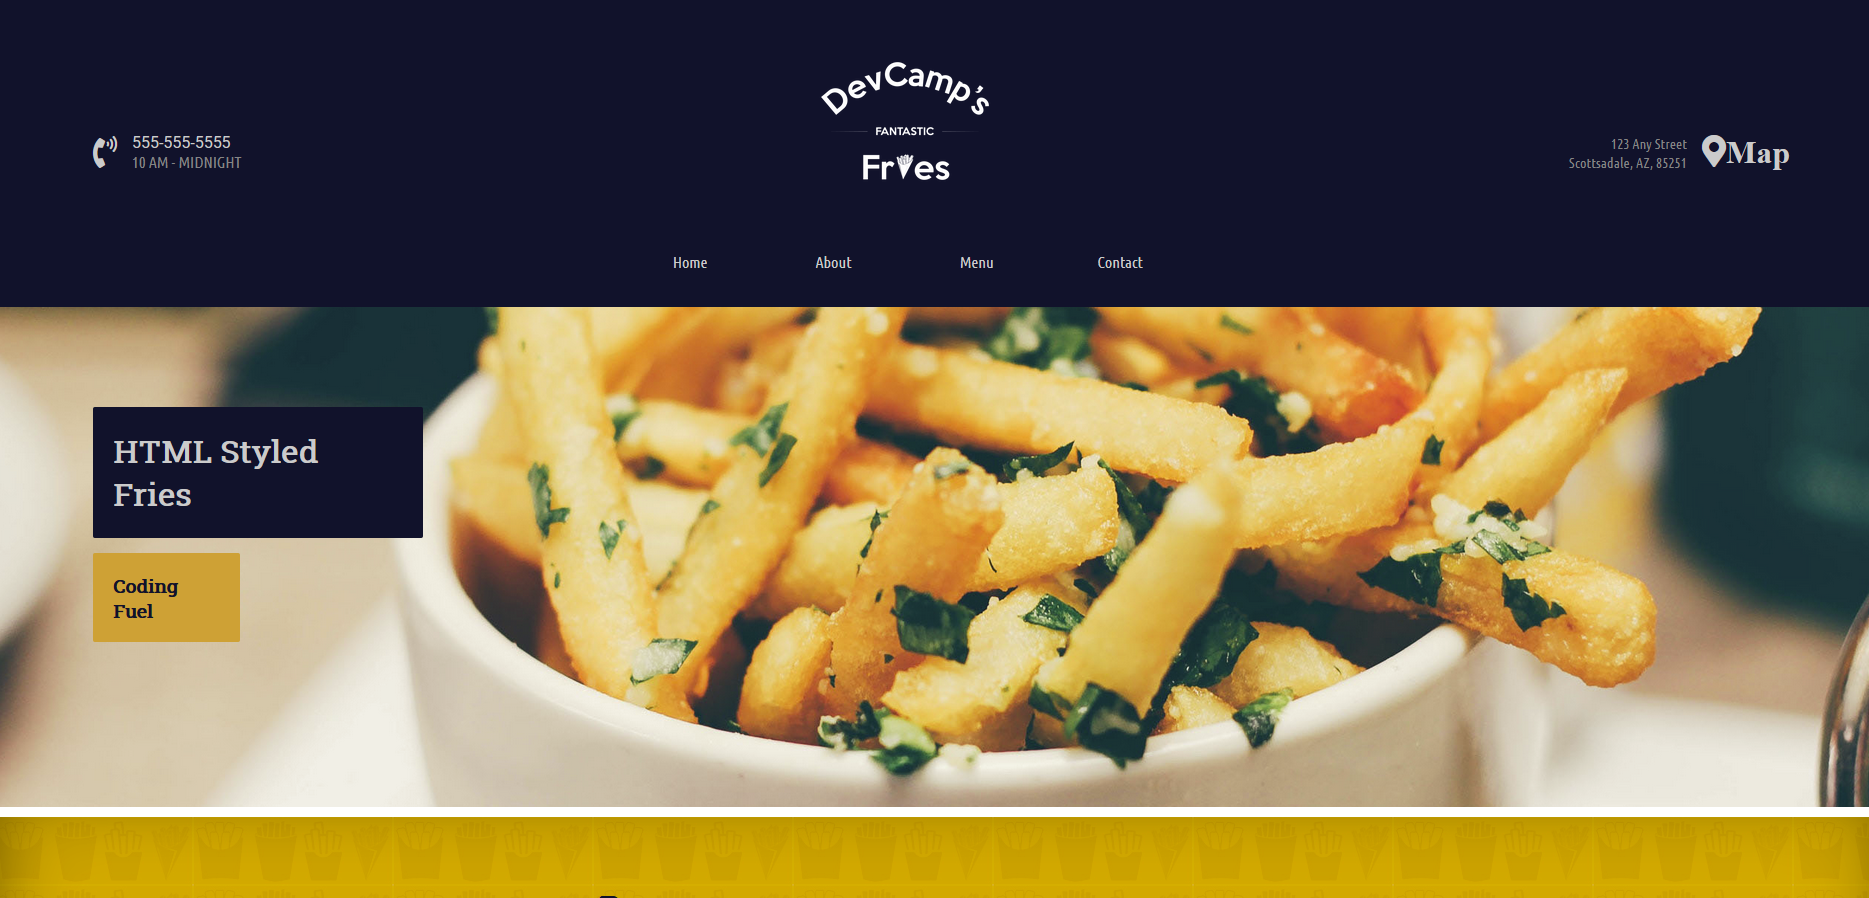 DevCamp's
FANTASTIC
Fries
555-555-5555
10 AM - MIDNIGHT
123 Any Street
Scottsadale, AZ, 85251
Map
Home
About
Menu
Contact
HTML Styled
Fries
Coding
Fuel